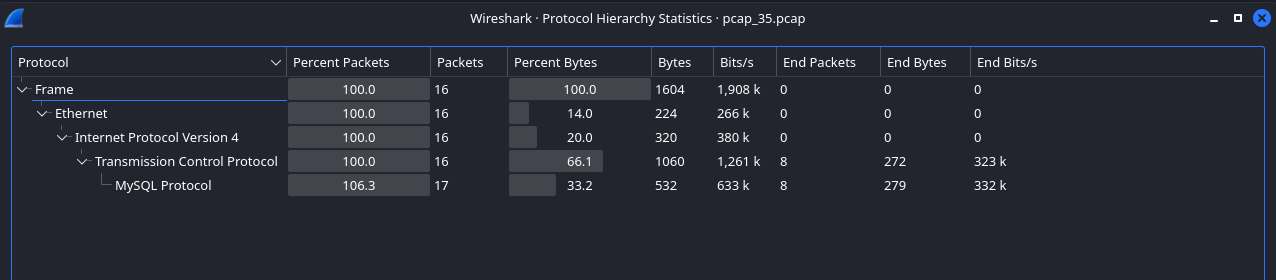 Wireshark · Protocol Hierarchy Statistics · pcap_35.pcap
Protocol Percent Packets Packets Percent Bytes Bytes Bits/s End Packets End Bytes End Bits/s
Frame 100.0 16 100.0 1604 1,908 k 0 0 0
Ethernet 100.0 16 14.0 224 266 k 0 0 0
Internet Protocol Version 4 100.0 16 20.0 320 380 k 0 0 0
Transmission Control Protocol 100.0 16 66.1 1060 1,261 k 8 272 323 k
MySQL Protocol 106.3 17 33.2 532 633 k 8 279 332 k